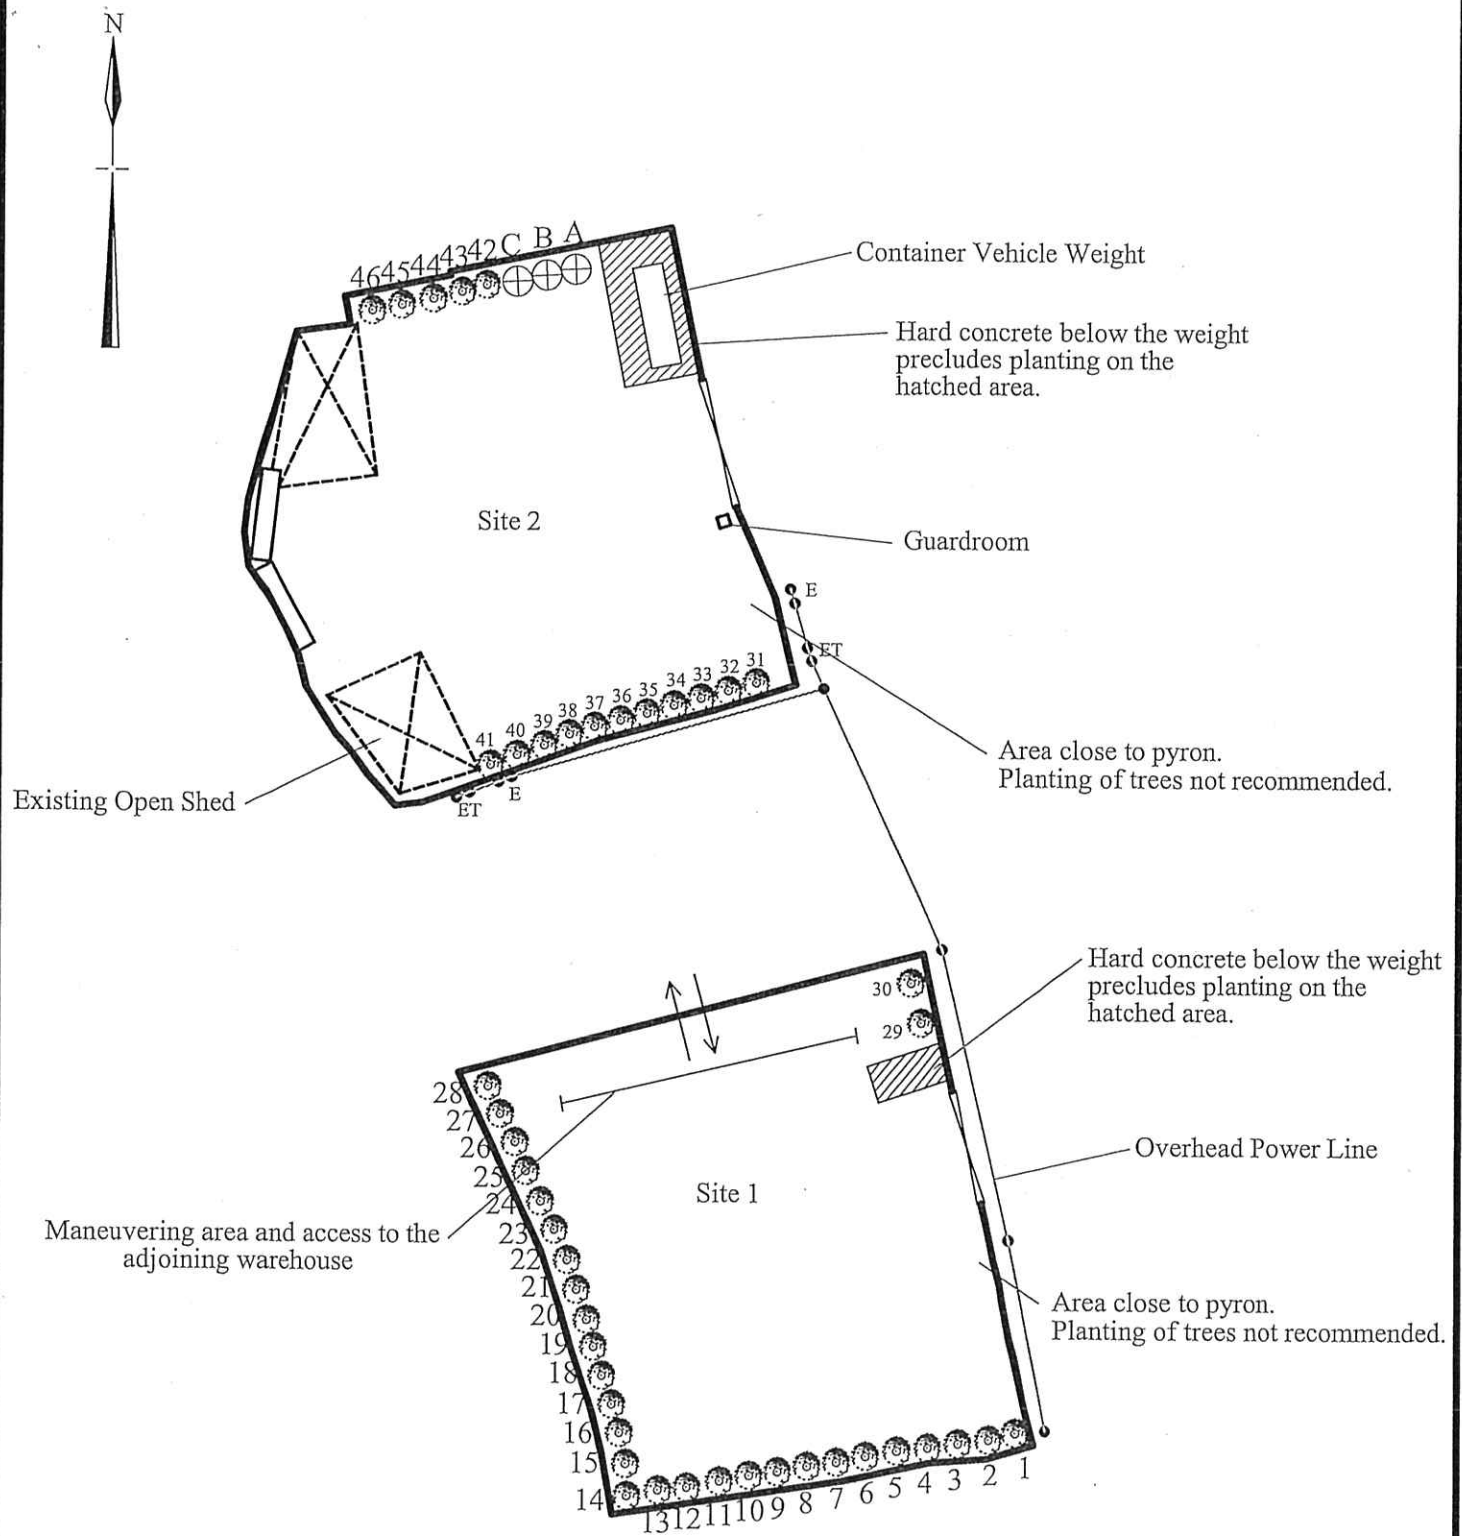 N
46 45 44 43 42 C B A
Container Vehicle Weight
Hard concrete below the weight
precludes planting on the
hatched area.
Site 2
Guardroom
E
ET
41 40 39 38 37 36 35 34 33 32 31
Area close to pyron.
Planting of trees not recommended.
Existing Open Shed
ET
E
Hard concrete below the weight
precludes planting on the
hatched area.
30
29
28
27
26
25
24
23
22
21
20
19
18
17
16
15
14
Overhead Power Line
Site 1
Maneuvering area and access to the
adjoining warehouse
Area close to pyron.
Planting of trees not recommended.
13 12 11 10 9 8 7 6 5 4 3 2 1